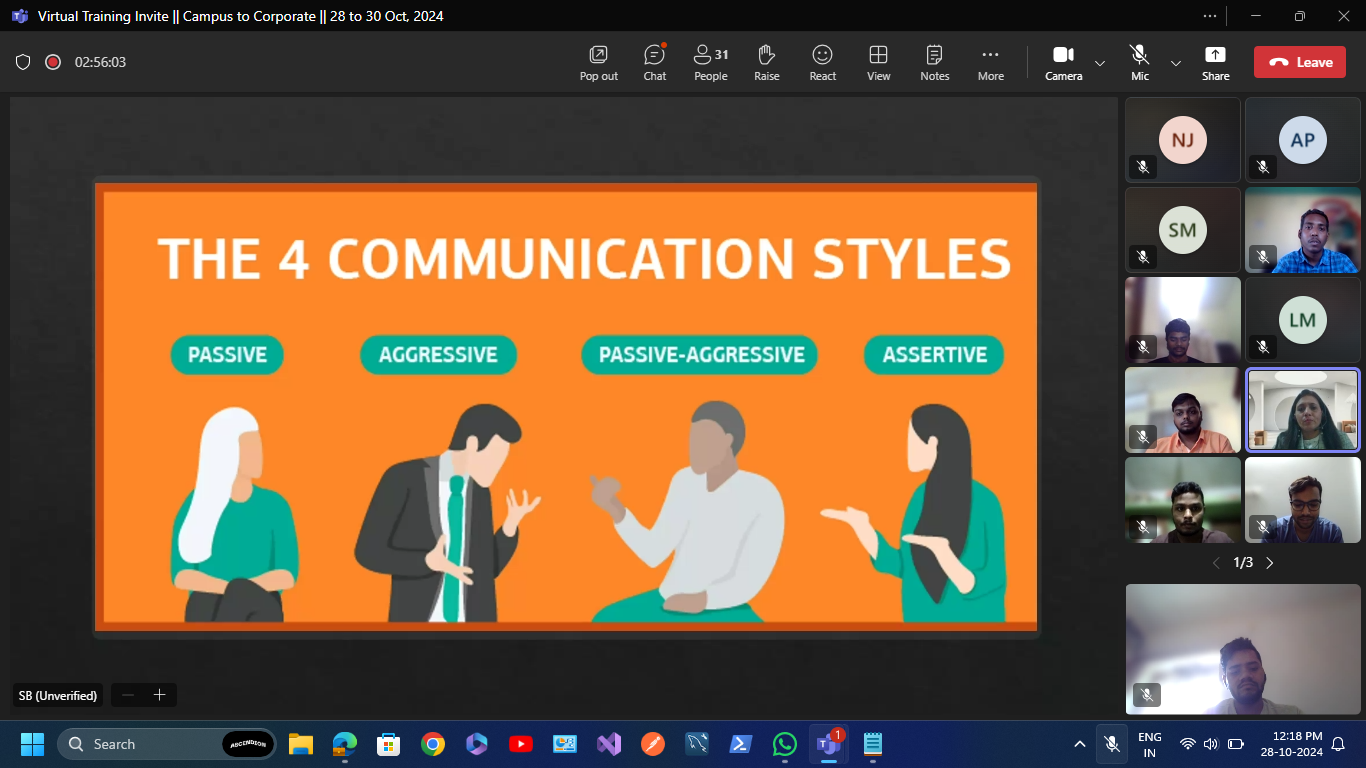 Virtual Training Invite || Campus to Corporate || 28 to 30 Oct, 2024
02:56:03
Pop out
Chat
31
People
Raise
React
View
Notes
More
Camera
Mic
Share
Leave
THE 4 COMMUNICATION STYLES
PASSIVE
AGGRESSIVE
PASSIVE-AGGRESSIVE
ASSERTIVE
NJ
AP
SM
LM
1/3
SB (Unverified)
Search
ASCENDION
1
ENG
IN
12:18 PM
28-10-2024